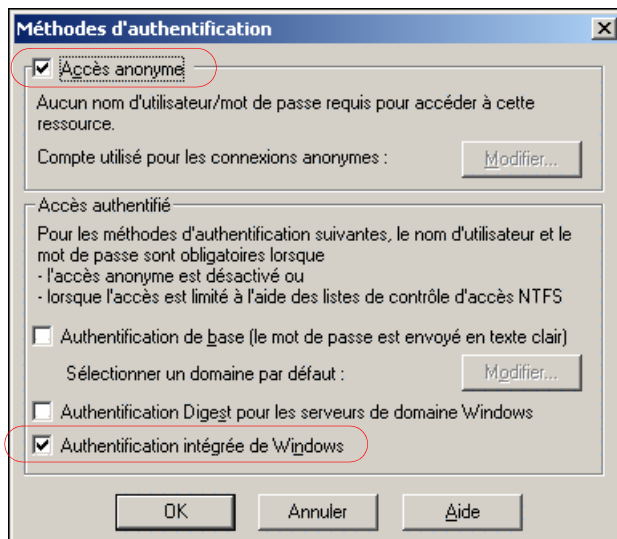 Méthodes d'authentification
Accès anonyme
Aucun nom d'utilisateur/mot de passe requis pour accéder à cette
ressource.
Compte utilisé pour les connexions anonymes :
Modifier...
Accès authentifié
Pour les méthodes d'authentification suivantes, le nom d'utilisateur et le
mot de passe sont obligatoires lorsque
- l'accès anonyme est désactivé ou
- lorsque l'accès est limité à l'aide des listes de contrôle d'accès NTFS
Authentification de base (le mot de passe est envoyé en texte clair)
Sélectionner un domaine par défaut :
Modifier...
Authentification Digest pour les serveurs de domaine Windows
Authentification intégrée de Windows
OK
Annuler
Aide